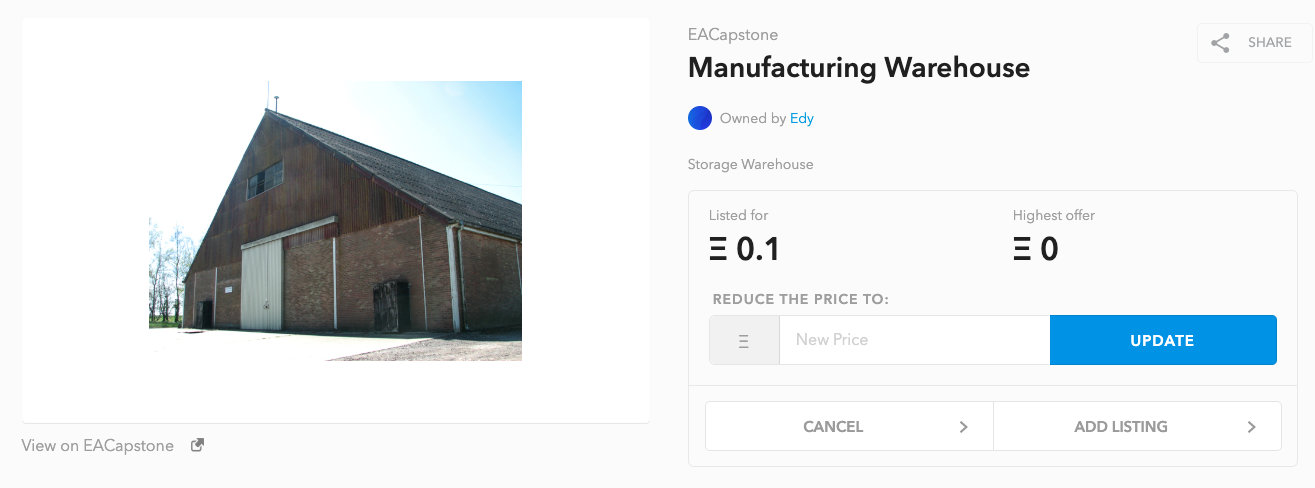 EACapstone
SHARE
Manufacturing Warehouse
Owned by Edy
Storage Warehouse
Listed for
Highest offer
Ξ 0.1
Ξ 0
REDUCE THE PRICE TO:
Ξ
New Price
UPDATE
CANCEL
ADD LISTING
View on EACapstone